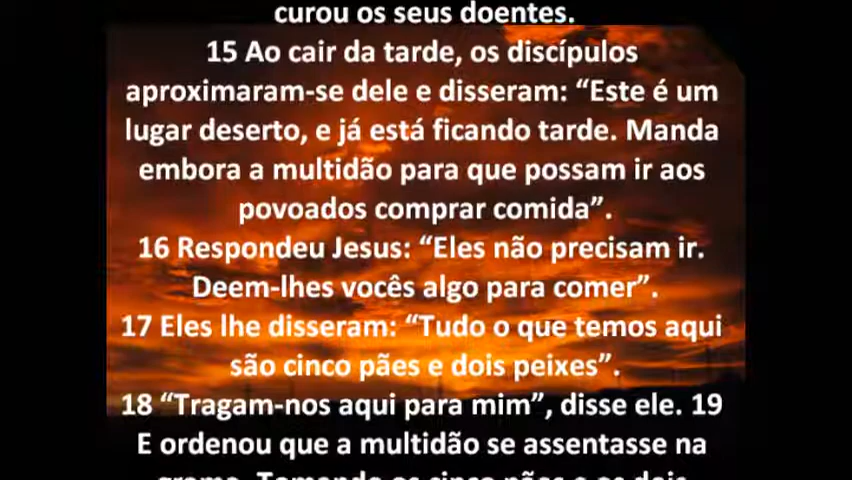 curou os seus doentes.
15 Ao cair da tarde, os discípulos
aproximaram-se dele e disseram: “Este é um
lugar deserto, e já está ficando tarde. Manda
embora a multidão para que possam ir aos
povoados comprar comida”.
16 Respondeu Jesus: “Eles não precisam ir.
Deem-lhes vocês algo para comer”.
17 Eles lhe disseram: “Tudo o que temos aqui
são cinco pães e dois peixes”.
18 “Tragam-nos aqui para mim”, disse ele. 19
E ordenou que a multidão se assentasse na
grama. Tomando os cinco pães e os dois